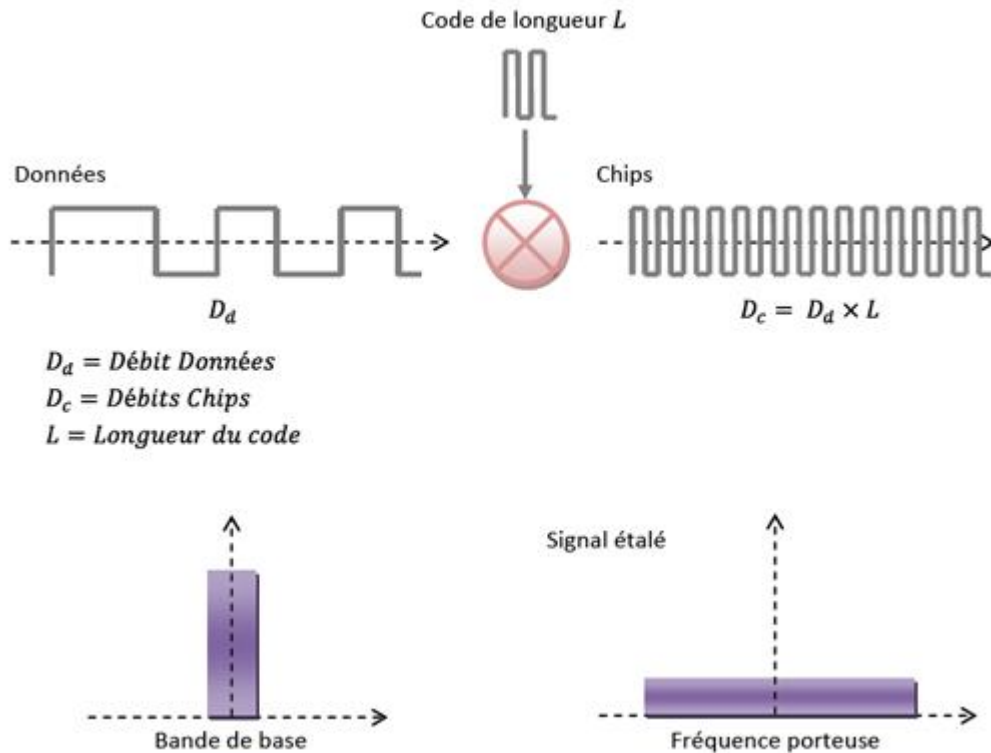 Code de longueur L
Données
Chips
D_d
D_c = D_d × L
D_d = Débit Données
D_c = Débits Chips
L = Longueur du code
Signal étalé
Bande de base
Fréquence porteuse